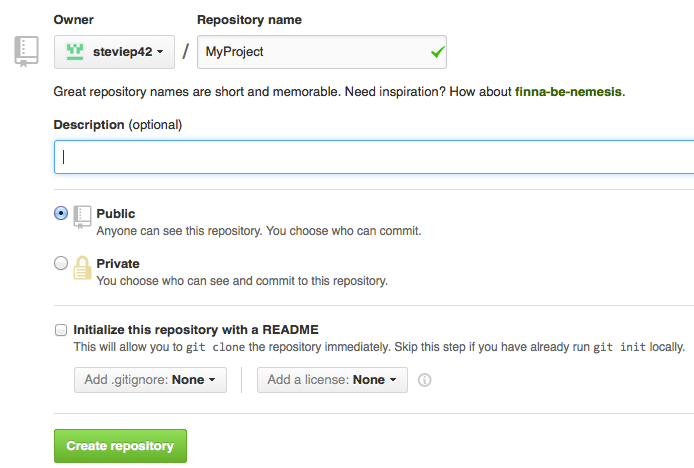 Owner Repository name
steviep42 / MyProject
Great repository names are short and memorable. Need inspiration? How about finna-be-nemesis.
Description (optional)
Public
Anyone can see this repository. You choose who can commit.
Private
You choose who can see and commit to this repository.
Initialize this repository with a README
This will allow you to git clone the repository immediately. Skip this step if you have already run git init locally.
Add .gitignore: None Add a license: None
Create repository